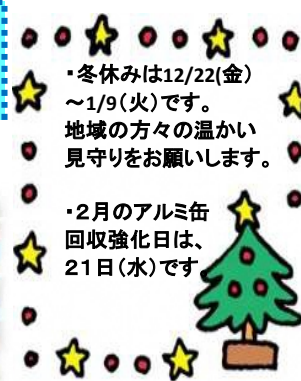 ・冬休みは12/22(金)
～1/9(火)です。
地域の方々の温かい
見守りをお願いします。
・２月のアルミ缶
回収強化日は、
２１日(水)です。